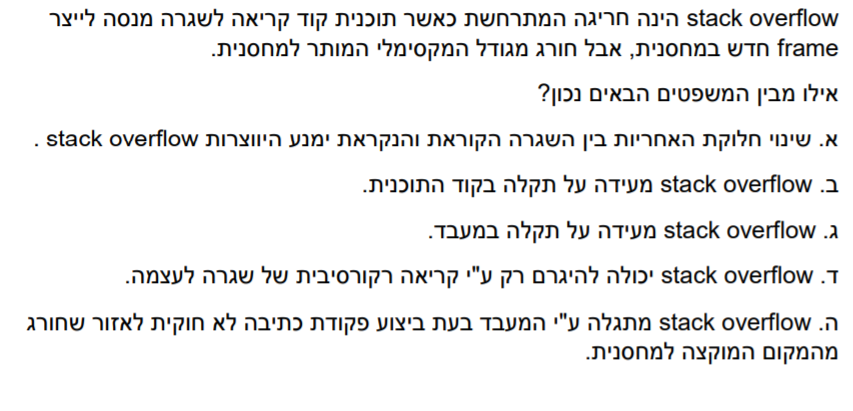 stack overflow הינה חריגה המתרחשת כאשר תוכנית קוד קריאה לשגרה מנסה לייצר
frame חדש במחסנית, אבל חורג מגודל המקסימלי המותר למחסנית.
אילו מבין המשפטים הבאים נכון?
א. שינוי חלוקת האחריות בין השגרה הקוראת והנקראת ימנע היווצרות stack overflow .
ב. stack overflow מעידה על תקלה בקוד התוכנית.
ג. stack overflow מעידה על תקלה במעבד.
ד. stack overflow יכולה להיגרם רק ע"י קריאה רקורסיבית של שגרה לעצמה.
ה. stack overflow מתגלה ע"י המעבד בעת ביצוע פקודת כתיבה לא חוקית לאזור שחורג
מהמקום המוקצה למחסנית.